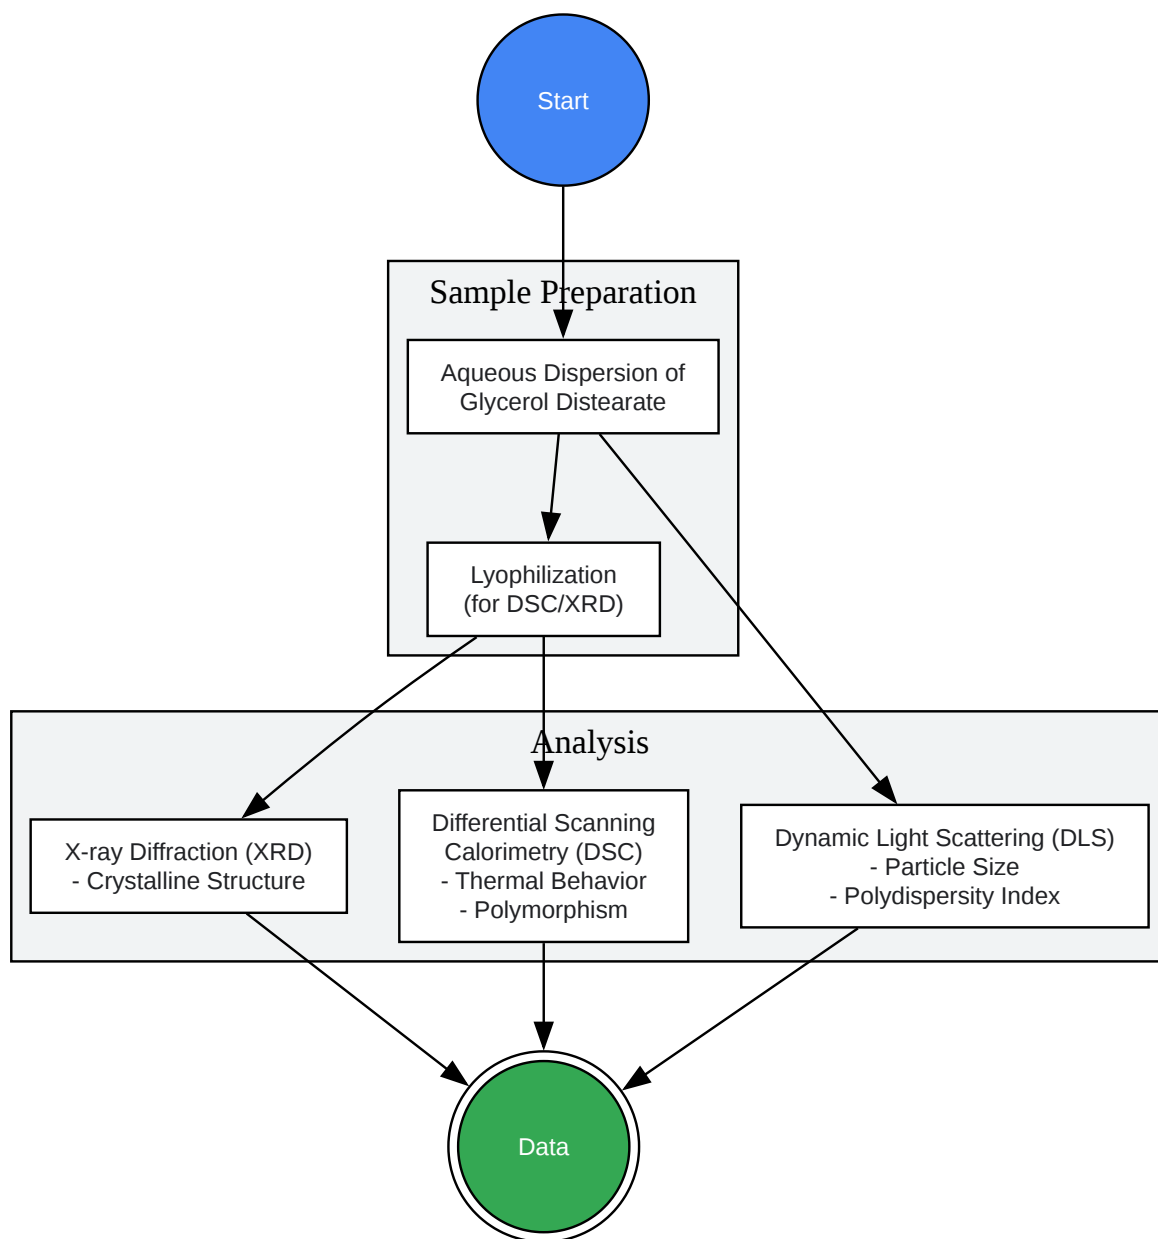 Start
Sample Preparation
Aqueous Dispersion of
Glycerol Distearate
Lyophilization
(for DSC/XRD)
Analysis
X-ray Diffraction (XRD)
- Crystalline Structure
Differential Scanning
Calorimetry (DSC)
- Thermal Behavior
- Polymorphism
Dynamic Light Scattering (DLS)
- Particle Size
- Polydispersity Index
Data